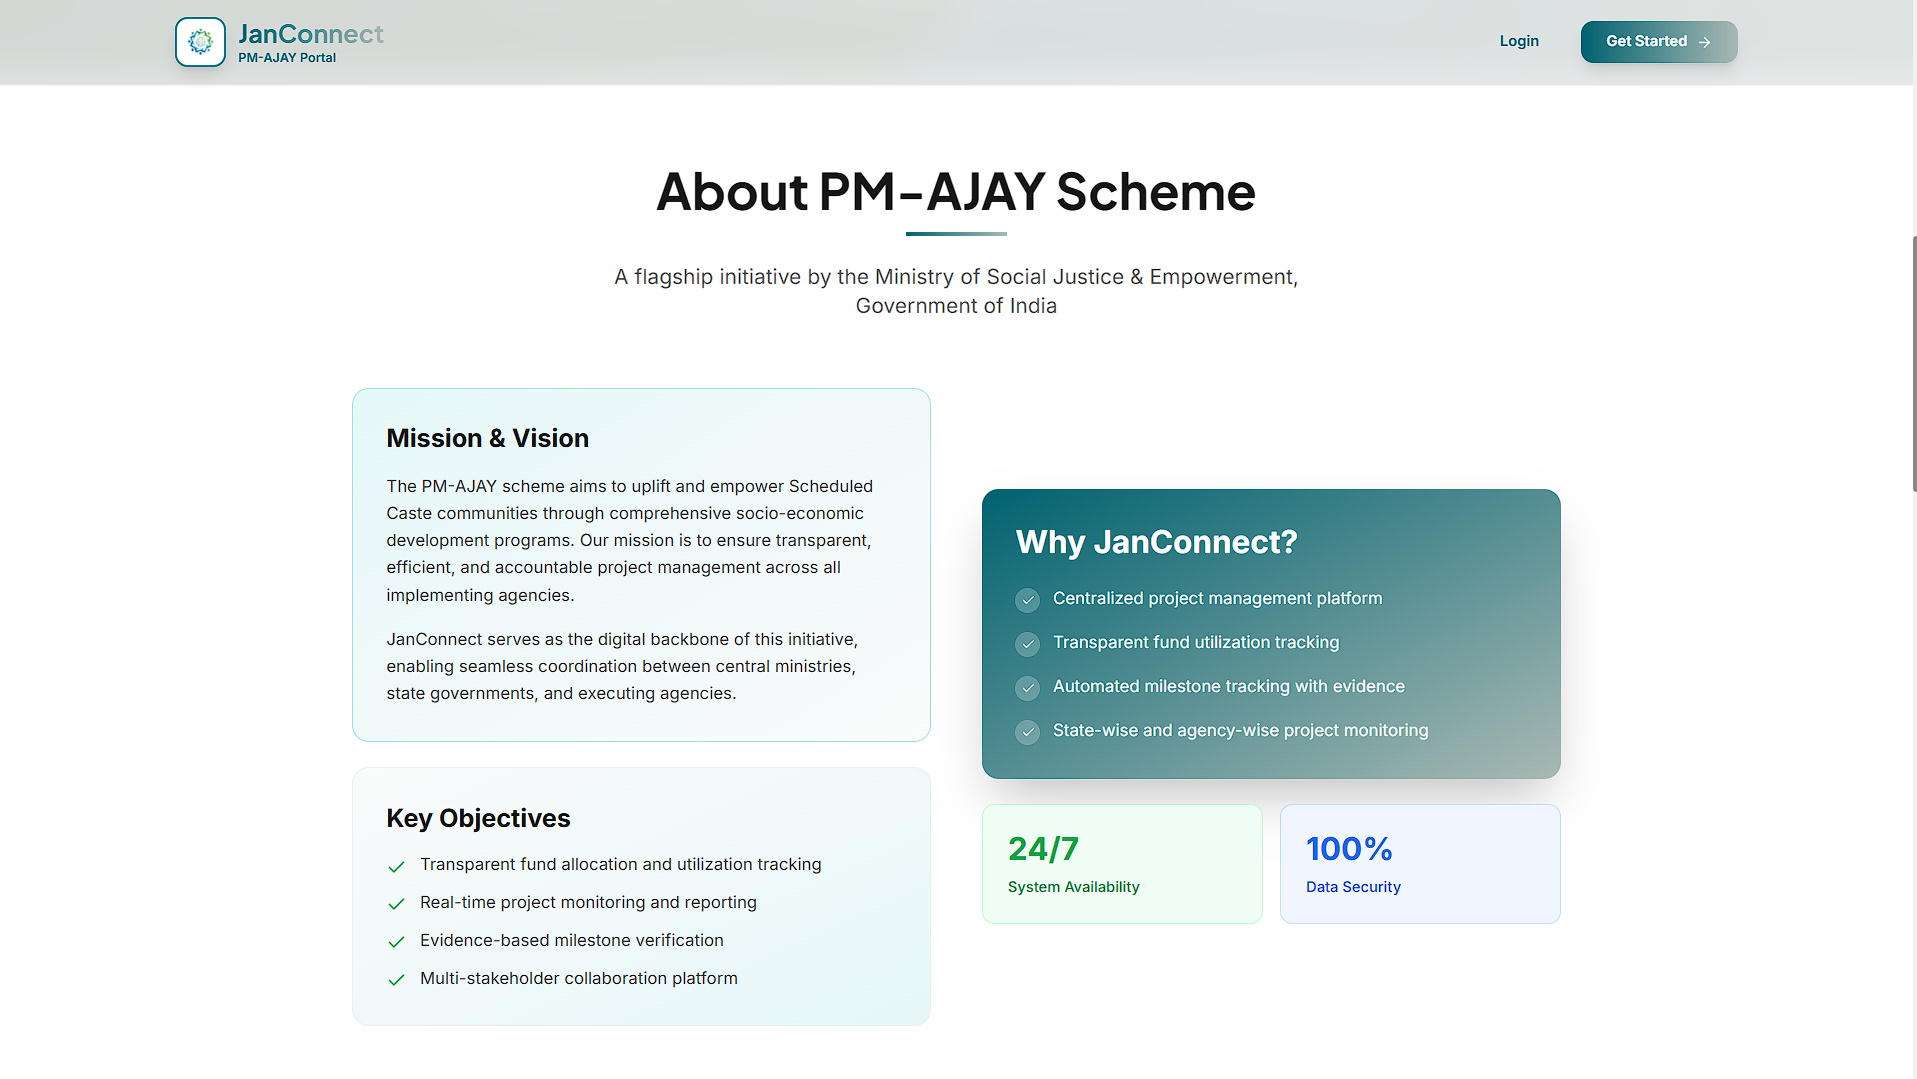 JanConnect
PM-AJAY Portal
Login
Get Started
About PM-AJAY Scheme
A flagship initiative by the Ministry of Social Justice & Empowerment,
Government of India
Mission & Vision
The PM-AJAY scheme aims to uplift and empower Scheduled
Caste communities through comprehensive socio-economic
development programs. Our mission is to ensure transparent,
efficient, and accountable project management across all
implementing agencies.
JanConnect serves as the digital backbone of this initiative,
enabling seamless coordination between central ministries,
state governments, and executing agencies.
Key Objectives
Transparent fund allocation and utilization tracking
Real-time project monitoring and reporting
Evidence-based milestone verification
Multi-stakeholder collaboration platform
Why JanConnect?
Centralized project management platform
Transparent fund utilization tracking
Automated milestone tracking with evidence
State-wise and agency-wise project monitoring
24/7
System Availability
100%
Data Security